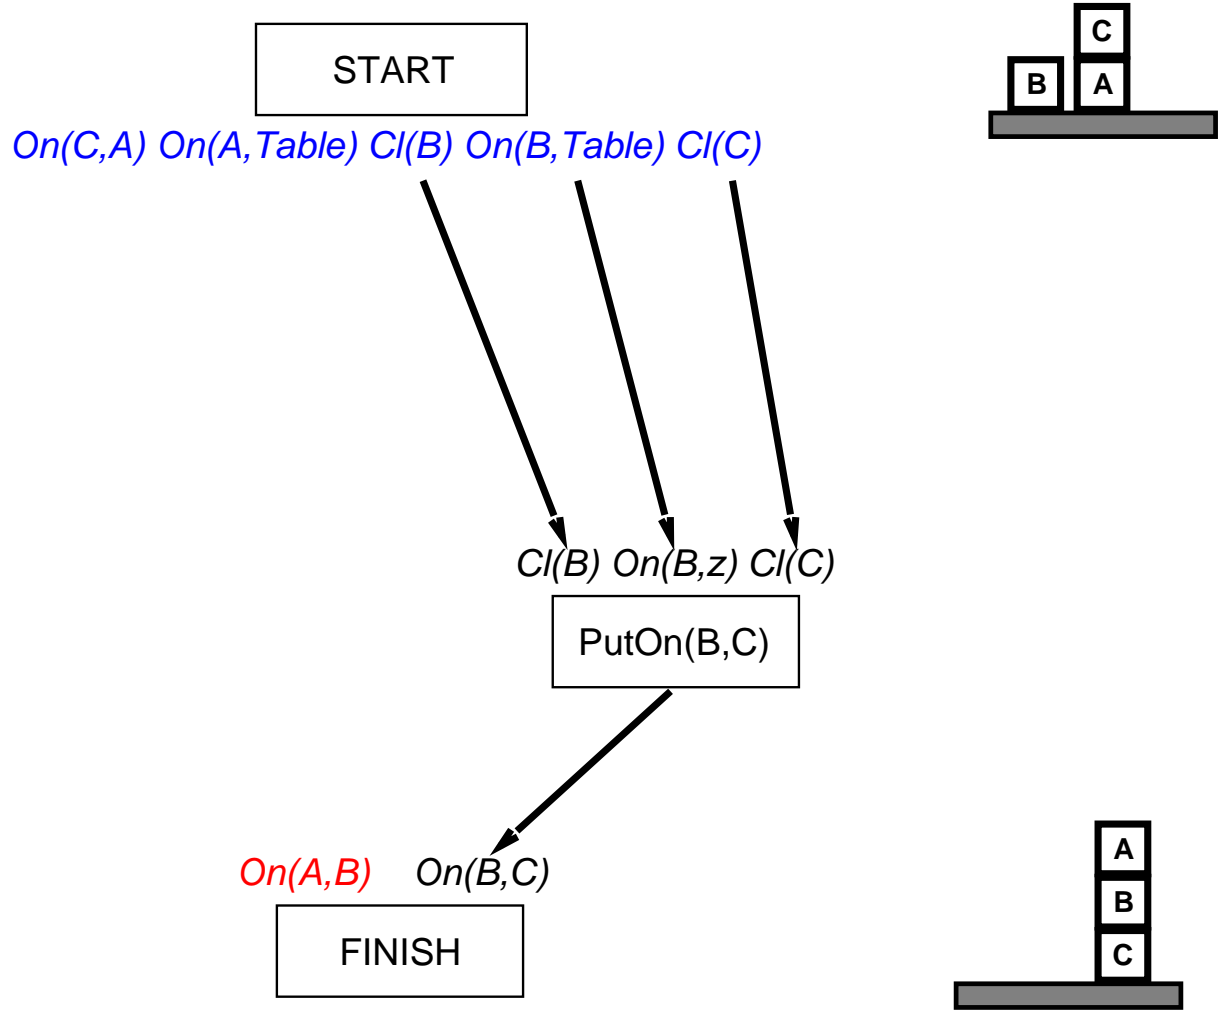 START
C
B A
On(C,A) On(A,Table) Cl(B) On(B,Table) Cl(C)
Cl(B) On(B,z) Cl(C)
PutOn(B,C)
On(A,B) On(B,C)
FINISH
A
B
C